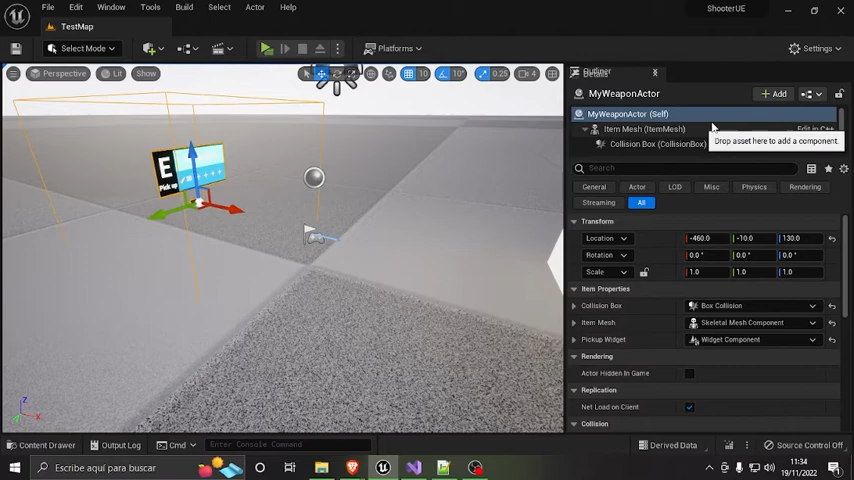 File Edit Window Tools Build Select Actor Help
ShooterUE
TestMap
Select Mode
Platforms
Settings
Perspective Lit Show
10 10° 0.25 4
E
Pick up
Details
MyWeaponActor
Add
MyWeaponActor (Self)
Item Mesh (ItemMesh) Edit in C++
Collision Box (CollisionBox)
Drop asset here to add a component.
Search
General Actor LOD Misc Physics Rendering
Streaming All
Transform
Location -460.0 -10.0 130.0
Rotation 0.0 ° 0.0 ° 0.0 °
Scale 1.0 1.0 1.0
Item Properties
Collision Box Box Collision
Item Mesh Skeletal Mesh Component
Pickup Widget Widget Component
Rendering
Actor Hidden In Game
Replication
Net Load on Client
Collision
Z
X
Content Drawer Output Log Cmd Enter Console Command Derived Data Source Control Off
Escribe aquí para buscar
11:34
19/11/2022